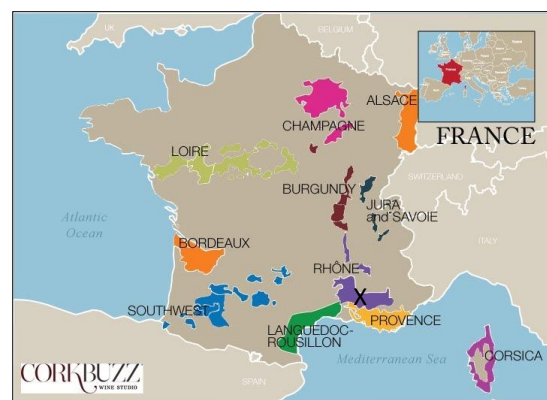 BELGIUM
UK
ALSACE
CHAMPAGNE
FRANCE
LOIRE
SWITZERLAND
BURGUNDY
JURA
and SAVOIE
Atlantic
Ocean
BORDEAUX
ITALY
RHÔNE
X
SOUTHWEST
PROVENCE
LANGUEDOC-
ROUSILLON
Mediterranean Sea
CORSICA
CORKBUZZ
WINE STUDIO
SPAIN